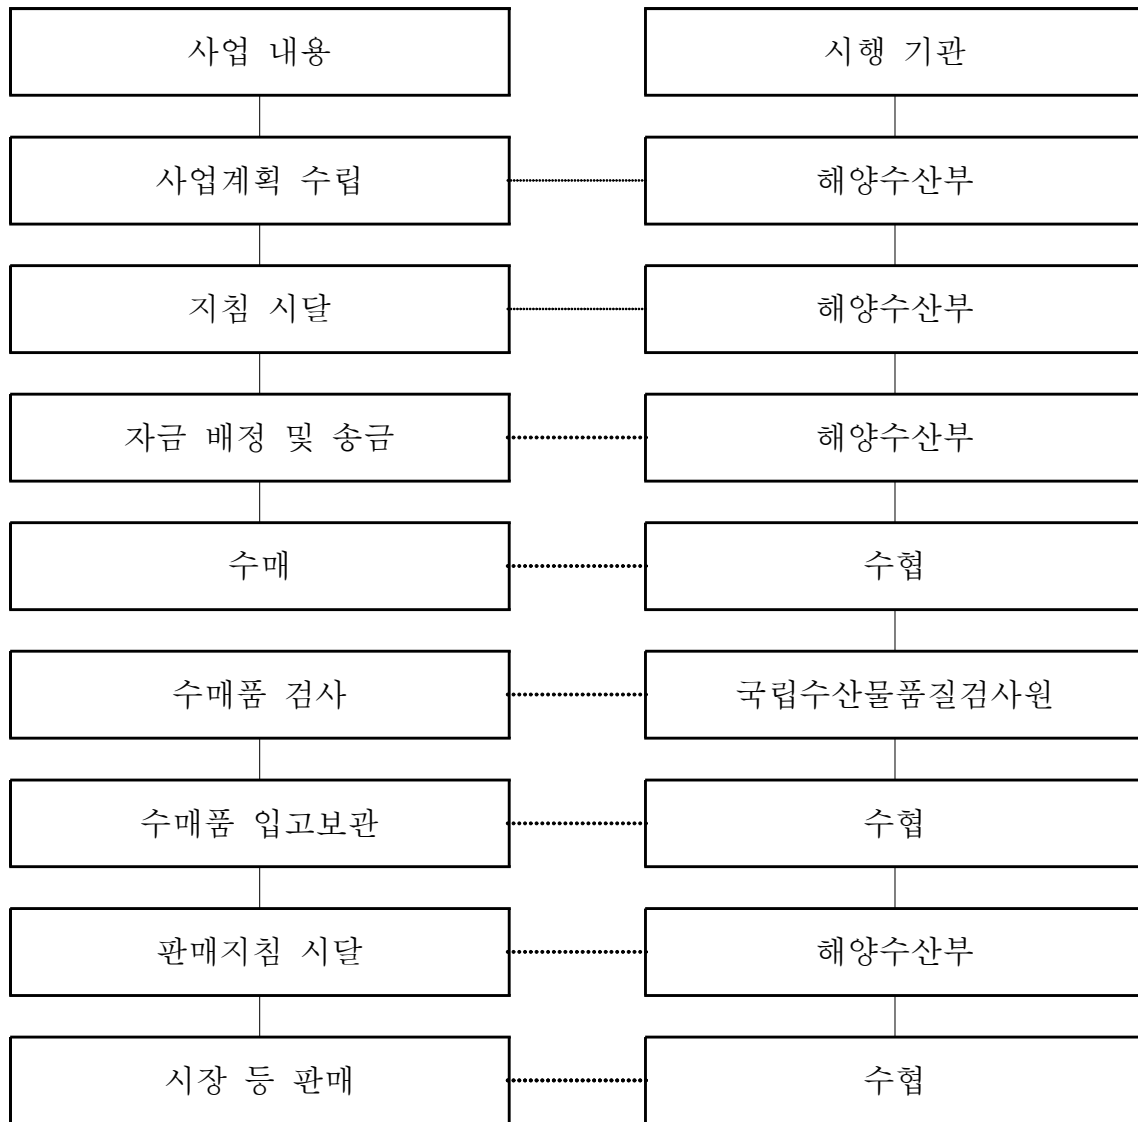 사업 내용
시행 기관
사업계획 수립
해양수산부
지침 시달
해양수산부
자금 배정 및 송금
해양수산부
수매
수협
수매품 검사
국립수산물품질검사원
수매품 입고보관
수협
판매지침 시달
해양수산부
시장 등 판매
수협